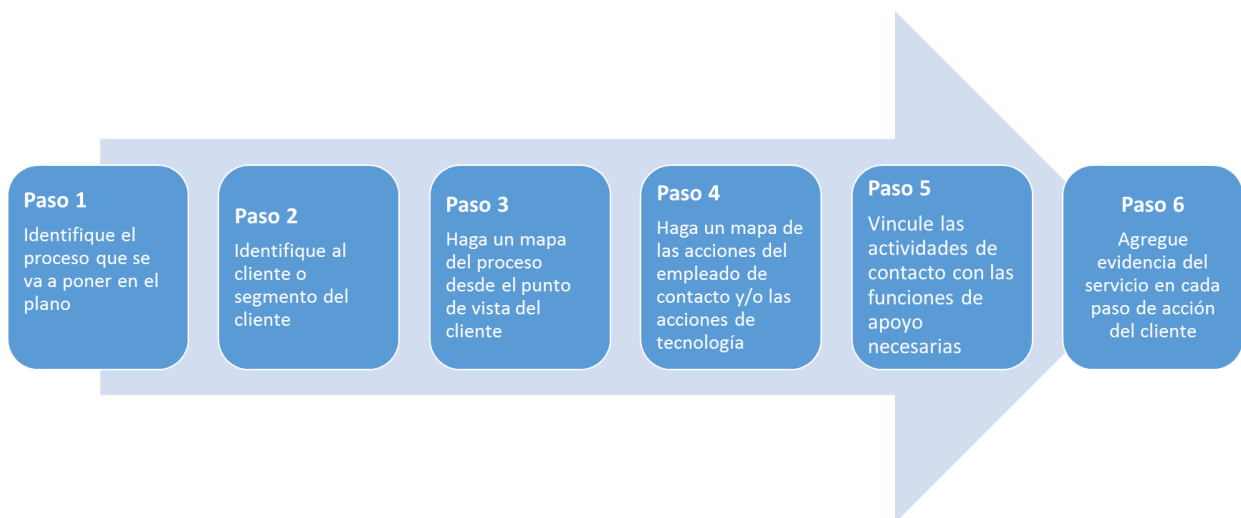 Paso 1
Identifique el
proceso que se
va a poner en el
plano
Paso 2
Identifique al
cliente o
segmento del
cliente
Paso 3
Haga un mapa
del proceso
desde el punto
de vista del
cliente
Paso 4
Haga un mapa de
las acciones del
empleado de
contacto y/o las
acciones de
tecnología
Paso 5
Vincule las
actividades de
contacto con las
funciones de
apoyo
necesarias
Paso 6
Agregue
evidencia del
servicio en cada
paso de acción
del cliente